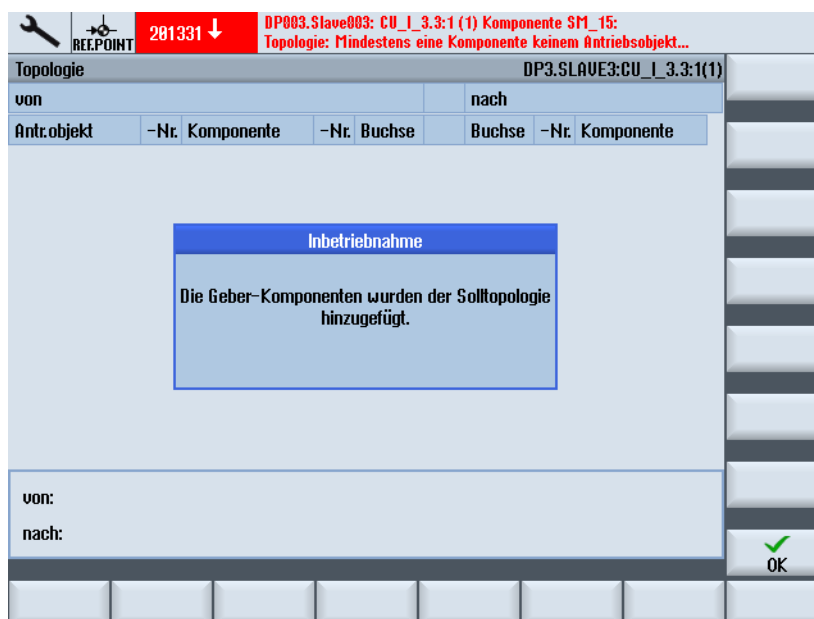 REF.POINT
201331
DP003.Slave003: CU_I_3.3:1 (1) Komponente SM_15:
Topologie: Mindestens eine Komponente keinem Antriebsobjekt...
Topologie DP3.SLAVE3:CU_I_3.3:1(1)
von nach
Antr.objekt -Nr. Komponente -Nr. Buchse Buchse -Nr. Komponente
Inbetriebnahme
Die Geber-Komponenten wurden der Solltopologie
hinzugefügt.
von:
nach:
OK